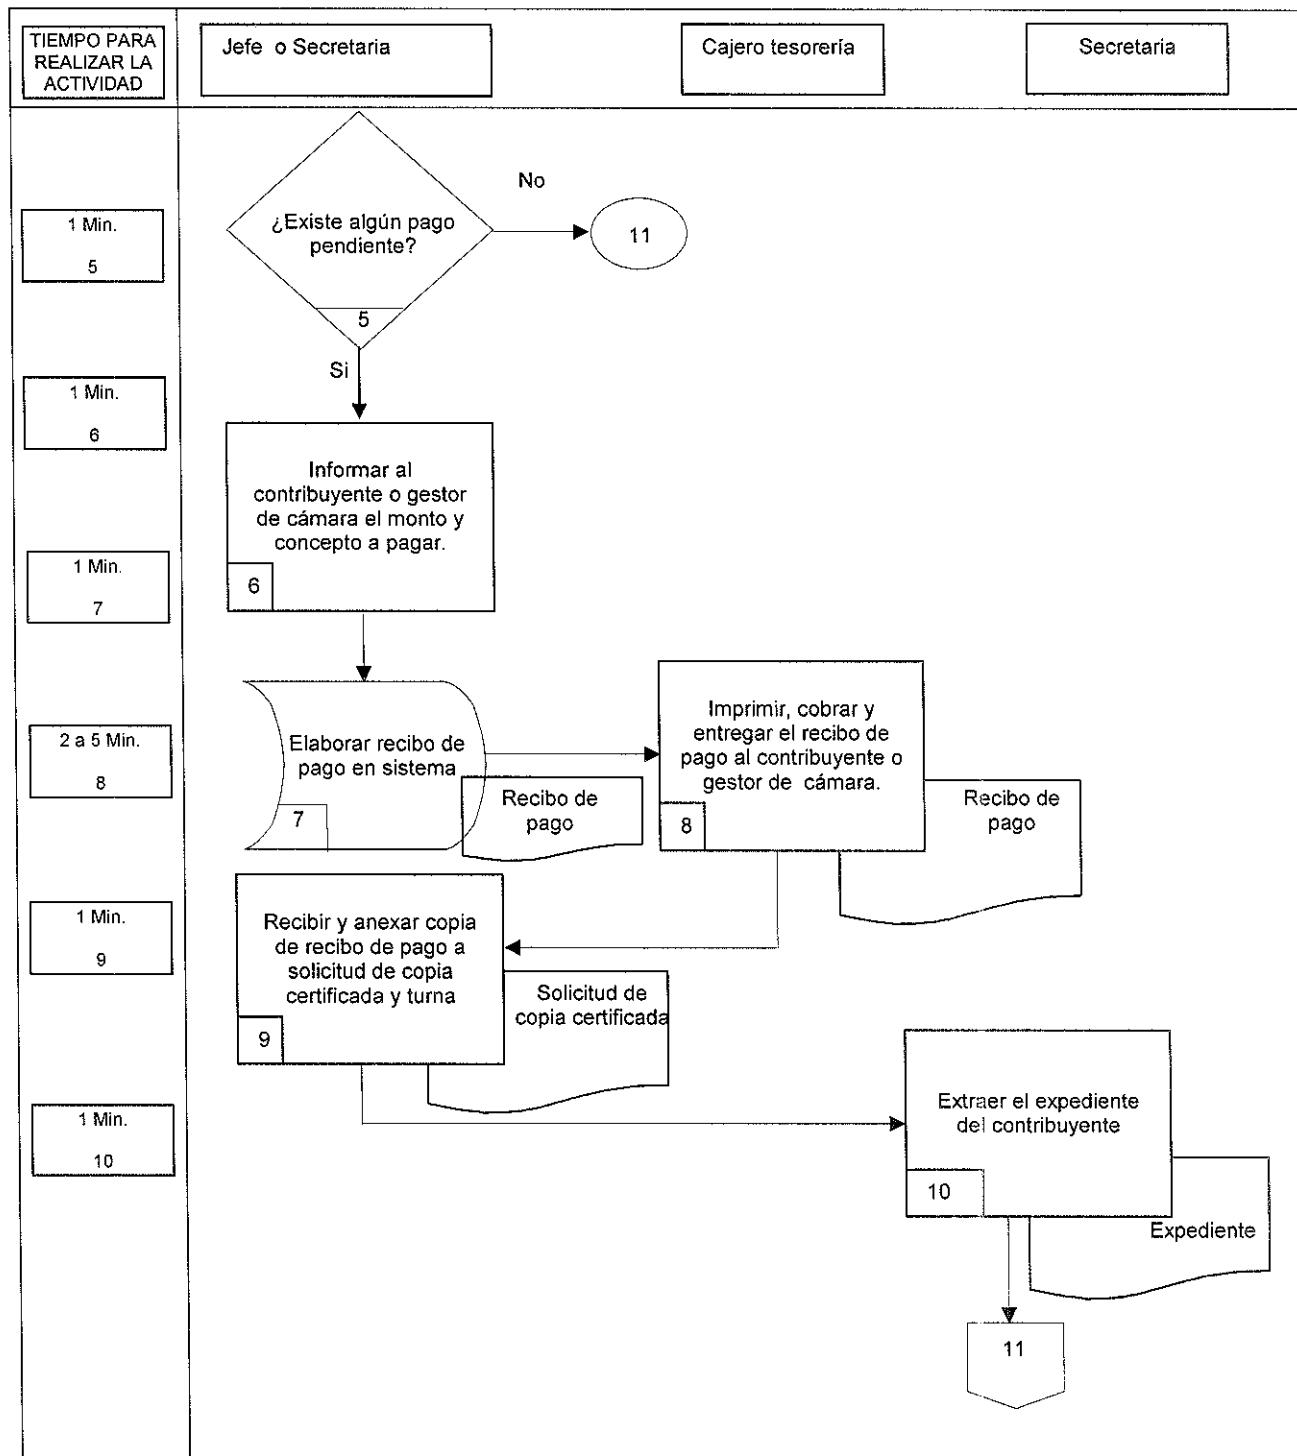 TIEMPO PARA
REALIZAR LA
ACTIVIDAD
Jefe o Secretaria
Cajero tesorería
Secretaria
1 Min.
5
¿Existe algún pago
pendiente?
5
No
11
Si
1 Min.
6
Informar al
contribuyente o gestor
de cámara el monto y
concepto a pagar.
6
1 Min.
7
Elaborar recibo de
pago en sistema
7
Recibo de
pago
2 a 5 Min.
8
Imprimir, cobrar y
entregar el recibo de
pago al contribuyente o
gestor de cámara.
8
Recibo de
pago
1 Min.
9
Recibir y anexar copia
de recibo de pago a
solicitud de copia
certificada y turna
9
Solicitud de
copia certificada
1 Min.
10
Extraer el expediente
del contribuyente
10
Expediente
11